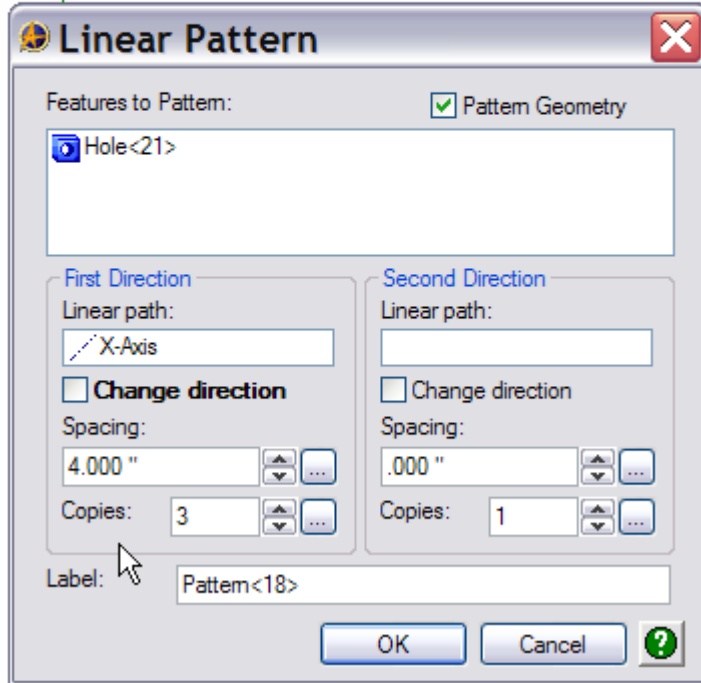 Linear Pattern
Features to Pattern: Pattern Geometry
Hole<21>
First Direction Second Direction
Linear path: Linear path:
X-Axis
Change direction Change direction
Spacing: Spacing:
4.000 " ... .000 " ...
Copies: 3 ... Copies: 1 ...
Label: Pattern<18>
OK Cancel ?